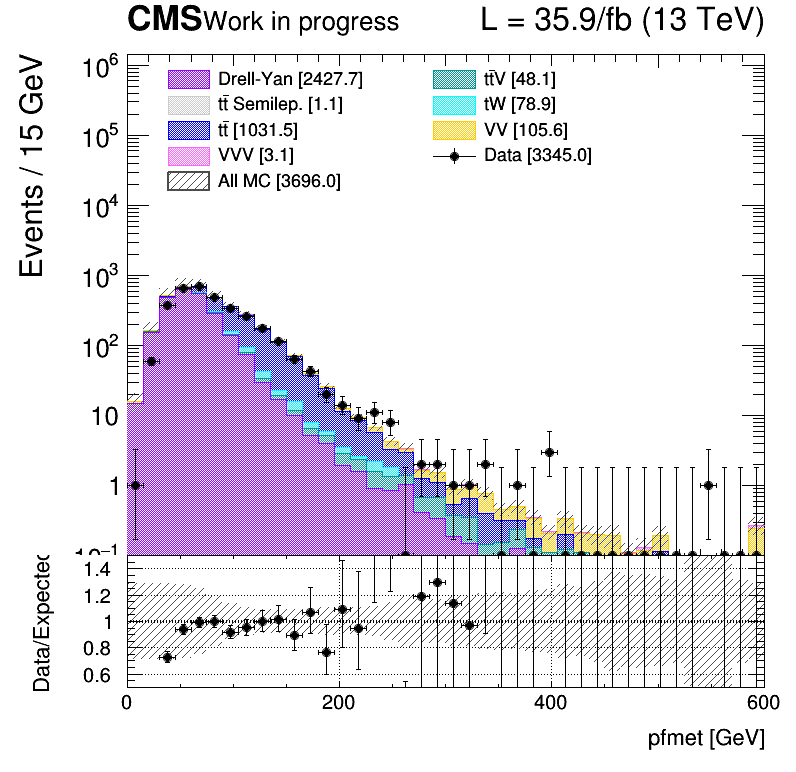 CMS Work in progress L = 35.9/fb (13 TeV)
Events / 15 GeV
Drell-Yan [2427.7]
tt̄V [48.1]
tt̄ Semilep. [1.1]
tW [78.9]
tt̄ [1031.5]
VV [105.6]
VVV [3.1]
Data [3345.0]
All MC [3696.0]
10⁶
10⁵
10⁴
10³
10²
10
1
10⁻¹
Data/Expected
1.4
1.2
1
0.8
0.6
0 200 400 600
pfmet [GeV]